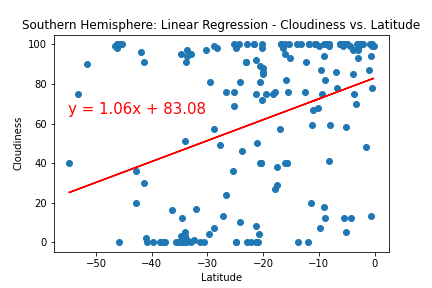 Southern Hemisphere: Linear Regression - Cloudiness vs. Latitude
100
80
60
40
20
0
Cloudiness
y = 1.06x + 83.08
−50 −40 −30 −20 −10 0
Latitude